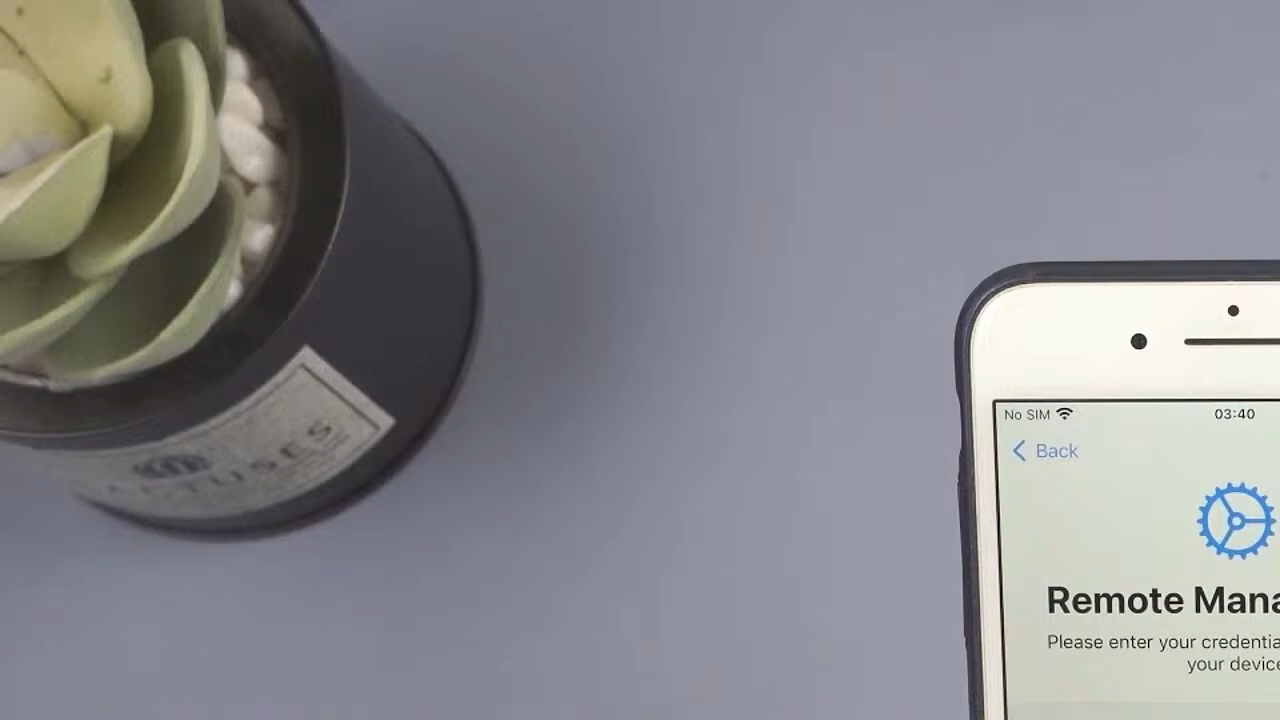 No SIM 03:40
Back
Remote Mana
Please enter your credentia
your device